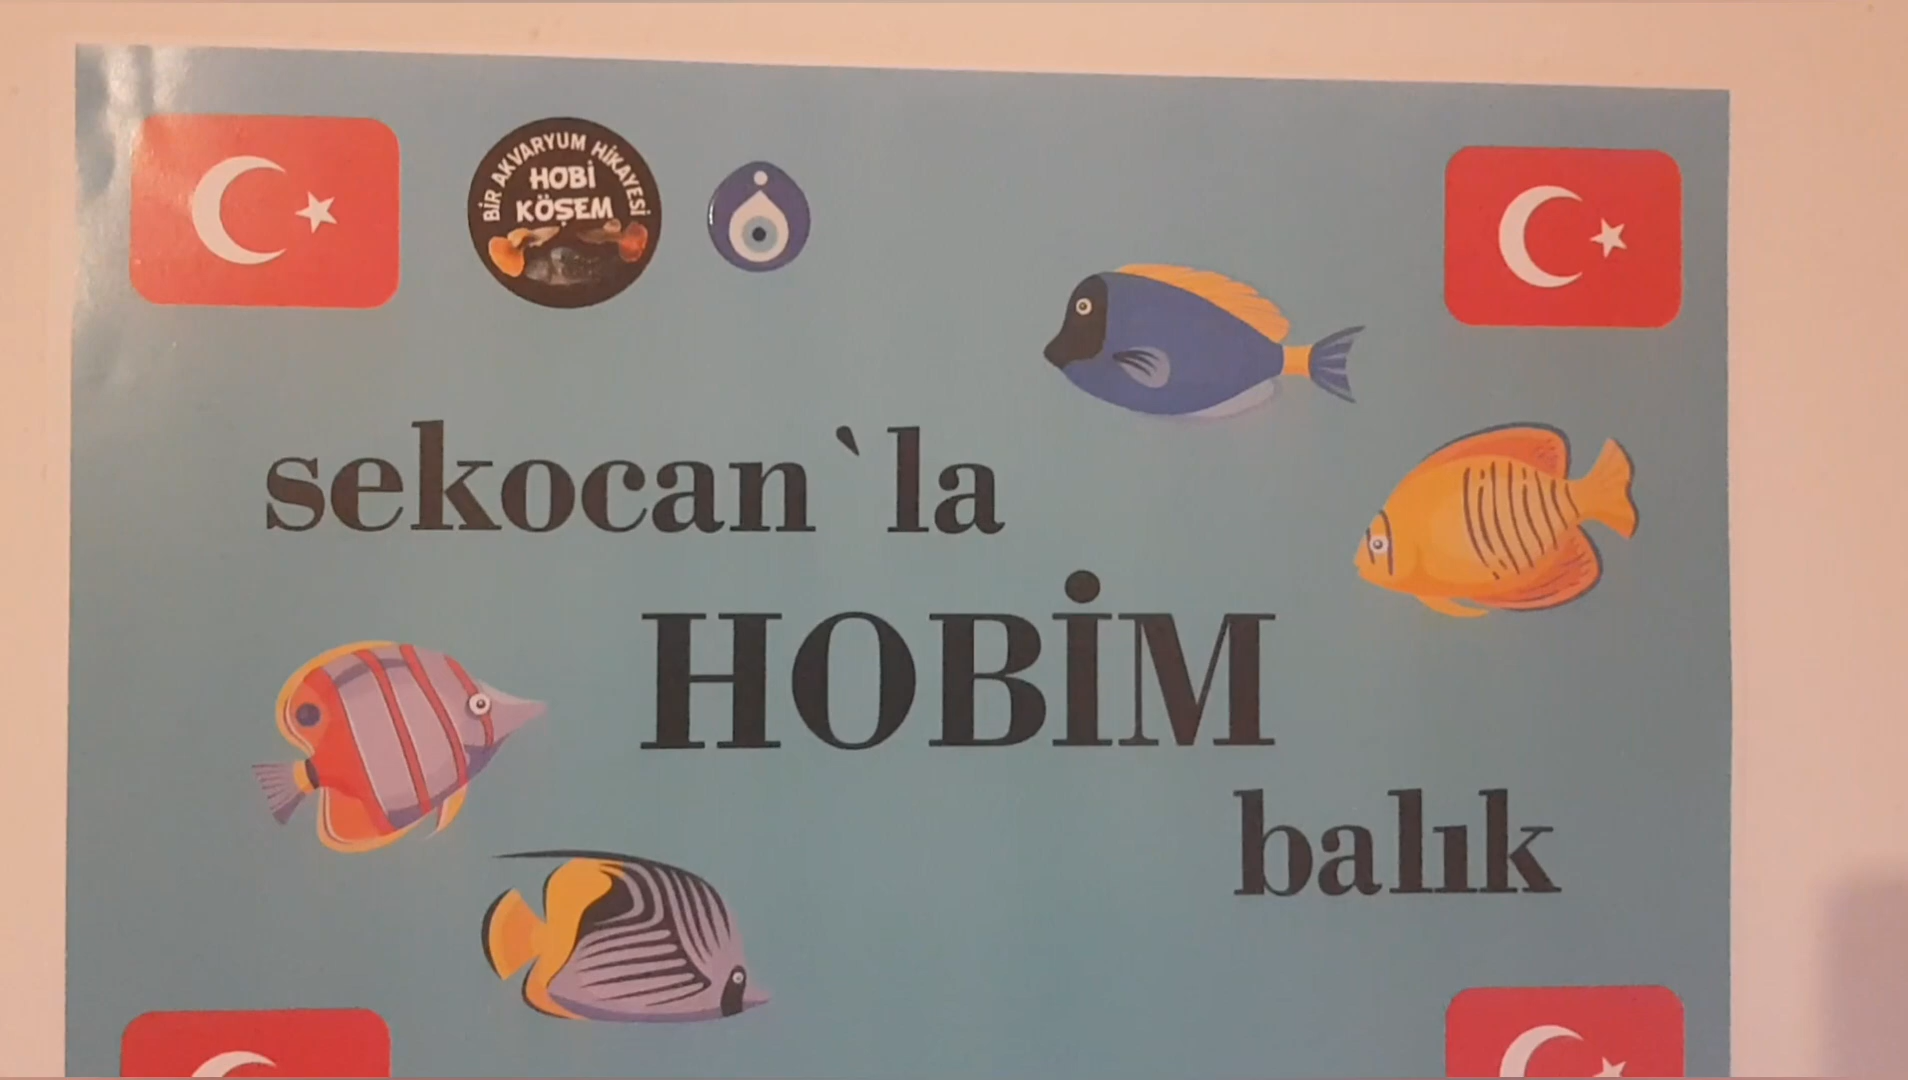 BİR AKVARYUM HİKAYESİ
HOBİ
KÖŞEM
sekocan`la
HOBİM
balık